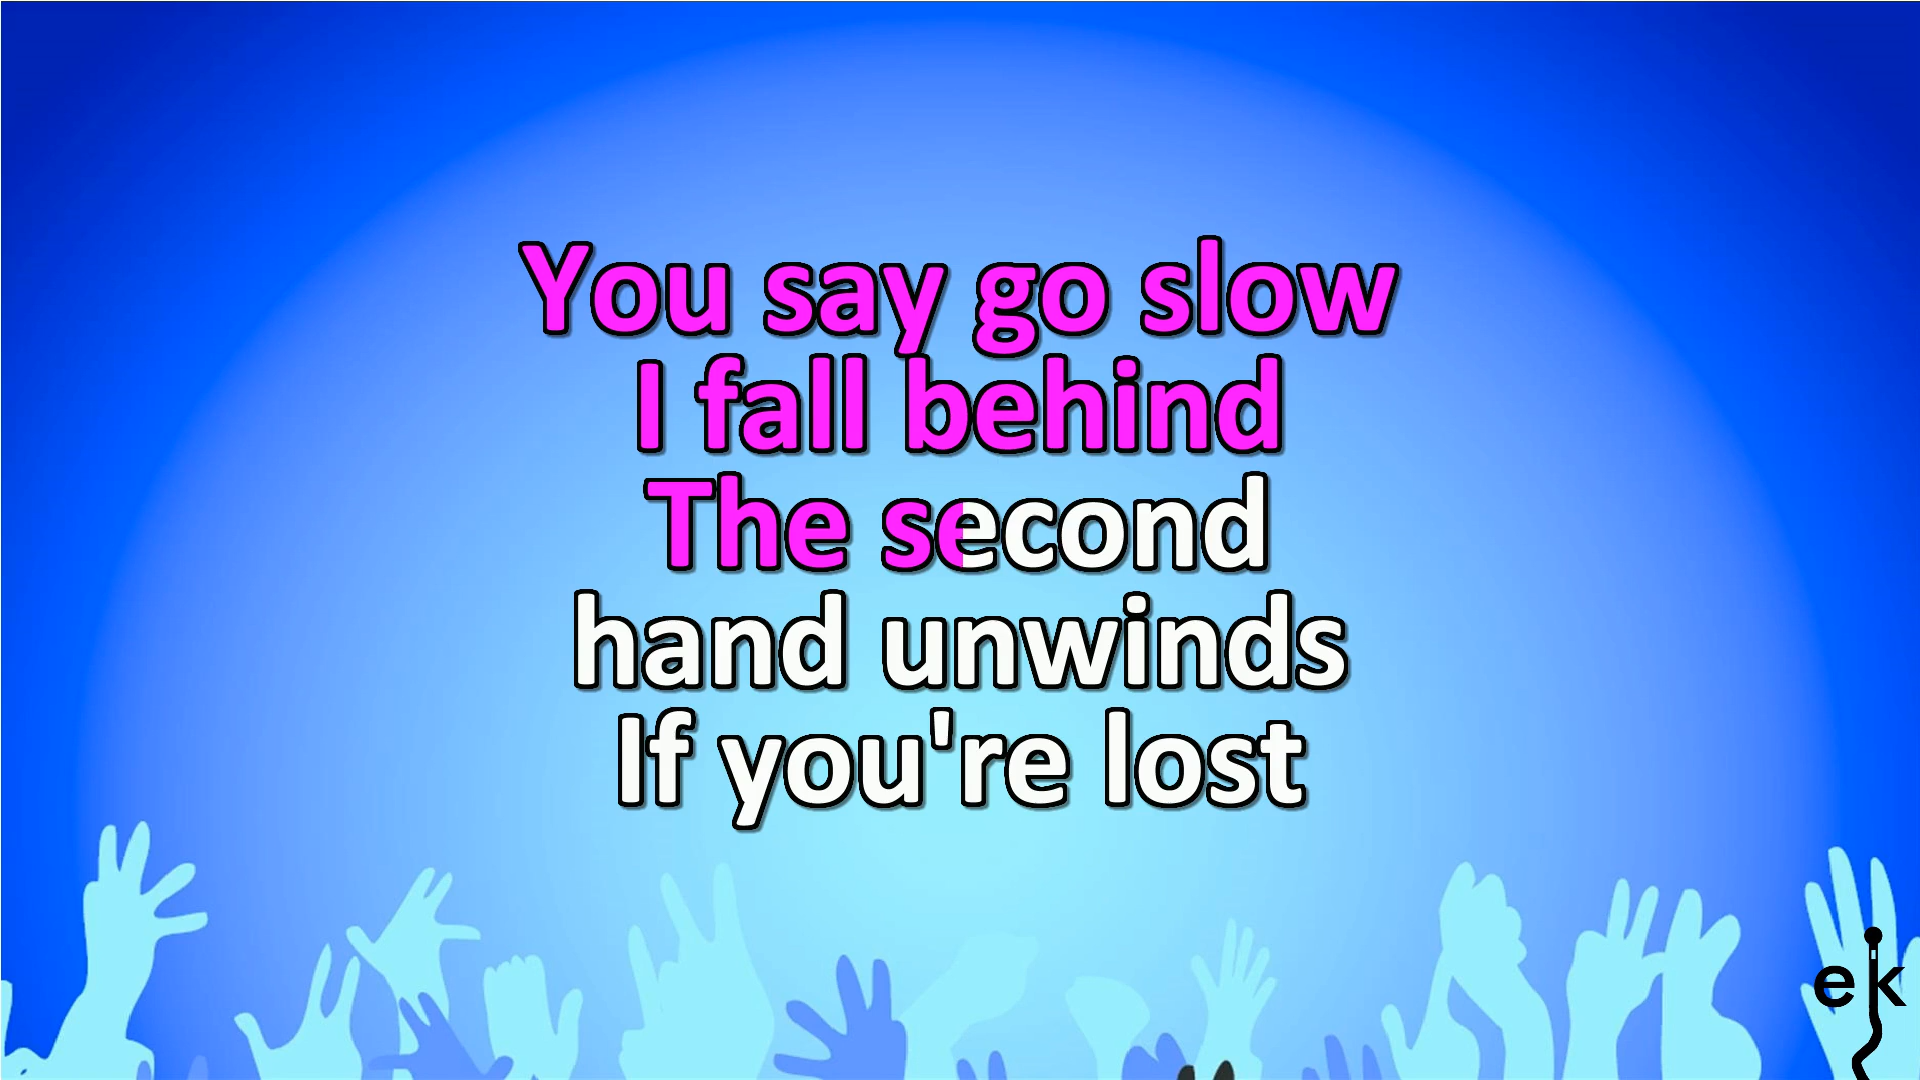 You say go slow
I fall behind
The second
hand unwinds
If you're lost
ek